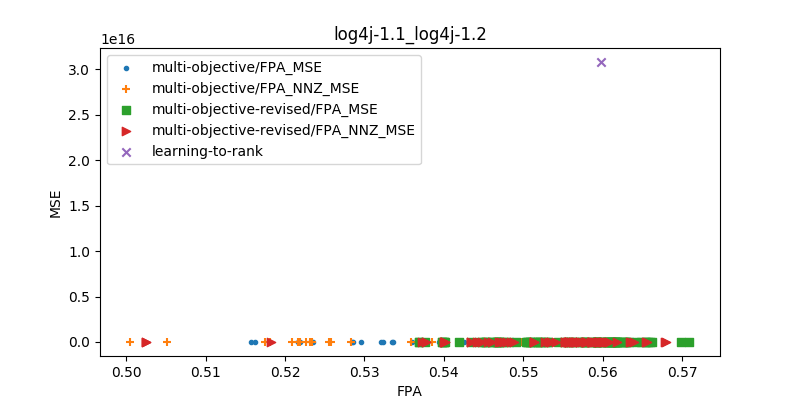 log4j-1.1_log4j-1.2
1e16
multi-objective/FPA_MSE
multi-objective/FPA_NNZ_MSE
multi-objective-revised/FPA_MSE
multi-objective-revised/FPA_NNZ_MSE
learning-to-rank
3.0
2.5
2.0
1.5
1.0
0.5
0.0
MSE
0.50 0.51 0.52 0.53 0.54 0.55 0.56 0.57
FPA